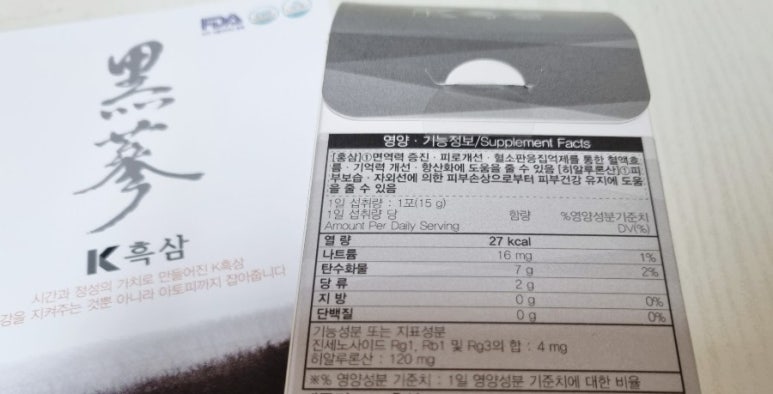 FDA
黑蔘
K흑삼
시간과 정성의 가치로 만들어진 K흑삼
강을 지켜주는 것뿐 아니라 아토피까지 잡아줍니다
K흑삼
영양 · 기능정보/Supplement Facts
[홍삼]①면역력 증진 · 피로개선 · 혈소판응집억제를 통한 혈액흐
름 · 기억력 개선 · 항산화에 도움을 줄 수 있음 [히알루론산]①피
부보습 · 자외선에 의한 피부손상으로부터 피부건강 유지에 도움
을 줄 수 있음
1일 섭취량 : 1포(15 g)
1일 섭취량 당 함량 %영양성분기준치
Amount Per Daily Serving DV(%)
열 량 27 kcal
나트륨 16 mg 1%
탄수화물 7 g 2%
당 류 2 g
지 방 0 g 0%
단백질 0 g 0%
기능성분 또는 지표성분
진세노사이드 Rg1, Rb1 및 Rg3의 합 : 4 mg
히알루론산 : 120 mg
※% 영양성분 기준치 : 1일 영양성분 기준치에 대한 비율